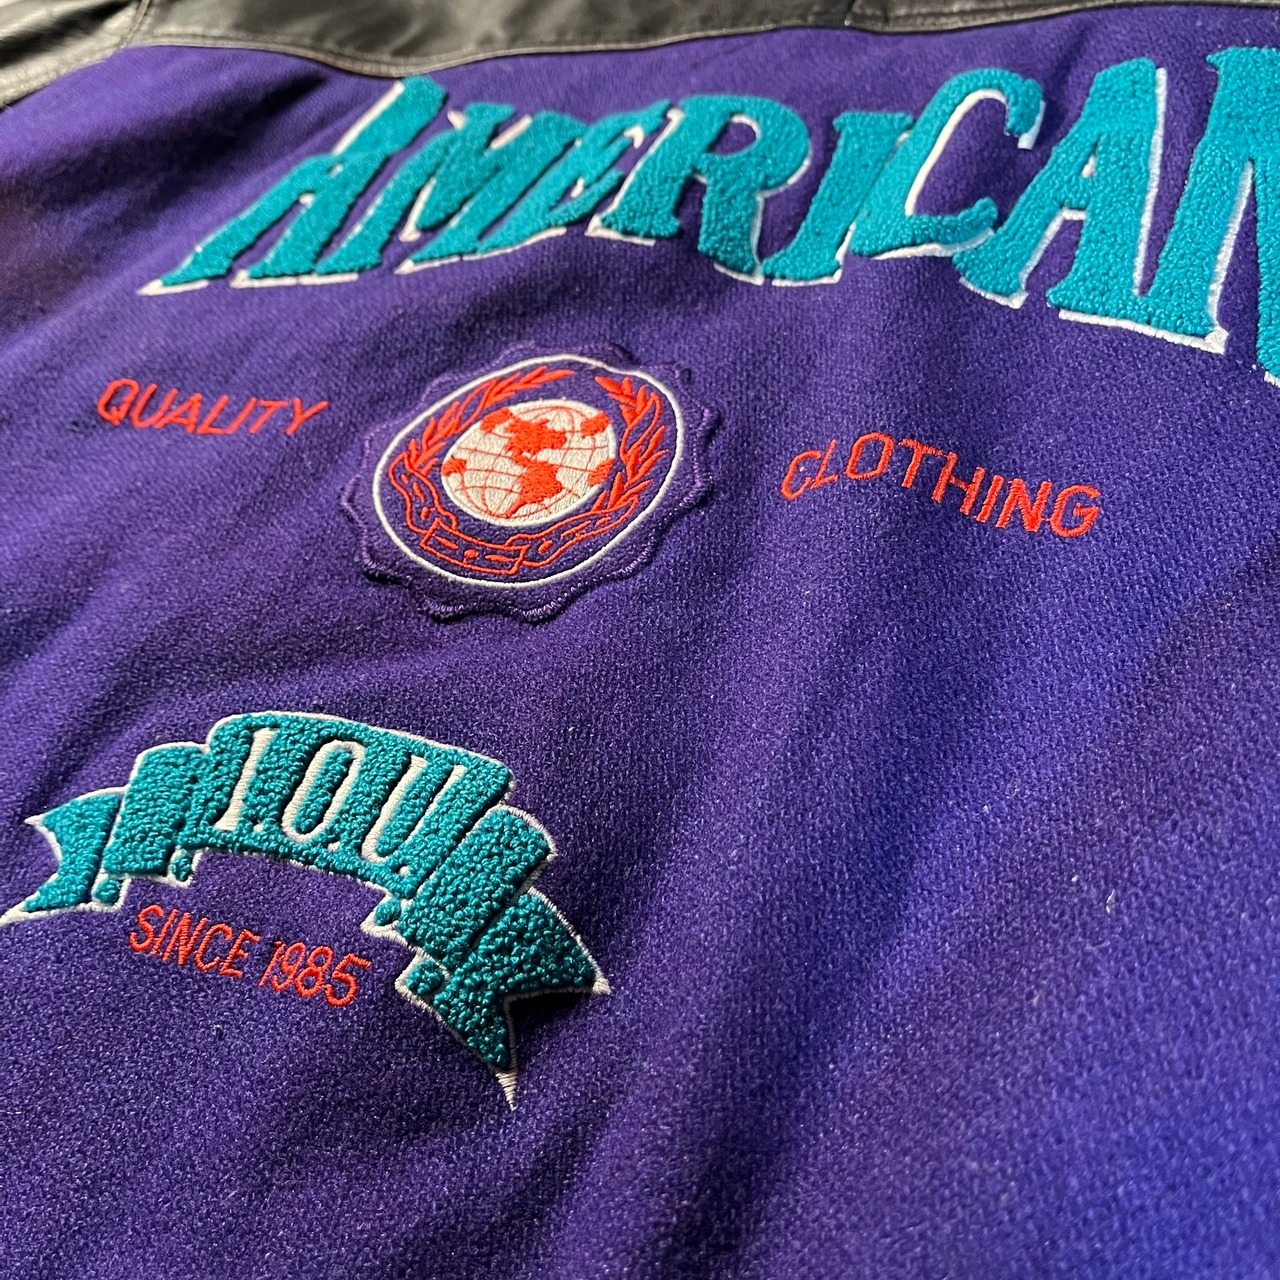 AMERICAN
QUALITY CLOTHING
I.O.U.
SINCE 1985